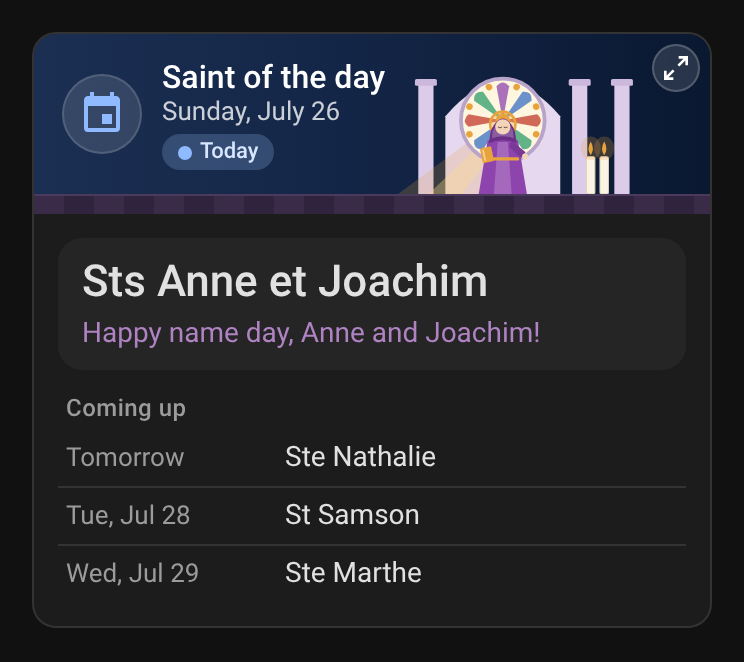 Saint of the day
Sunday, July 26
Today
Sts Anne et Joachim
Happy name day, Anne and Joachim!
Coming up
Tomorrow Ste Nathalie
Tue, Jul 28 St Samson
Wed, Jul 29 Ste Marthe